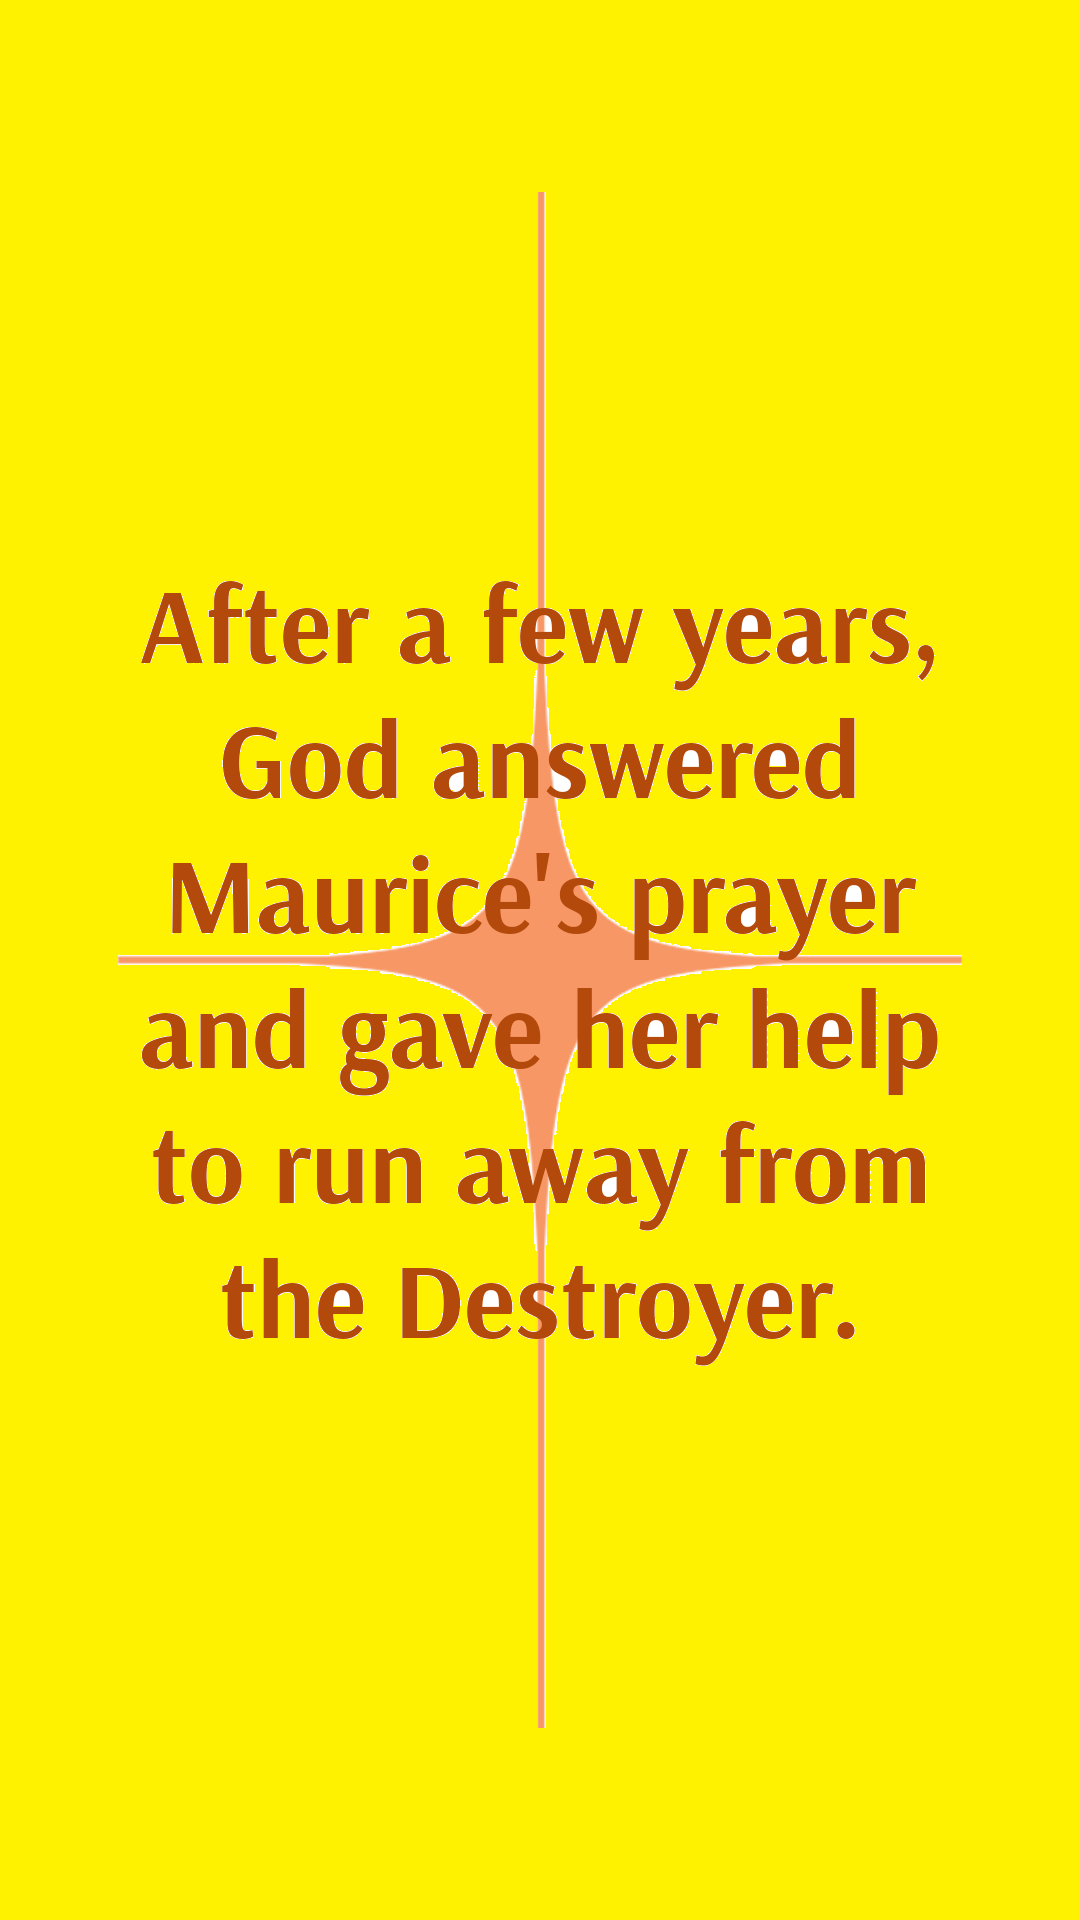 After a few years,
God answered
Maurice's prayer
and gave her help
to run away from
the Destroyer.